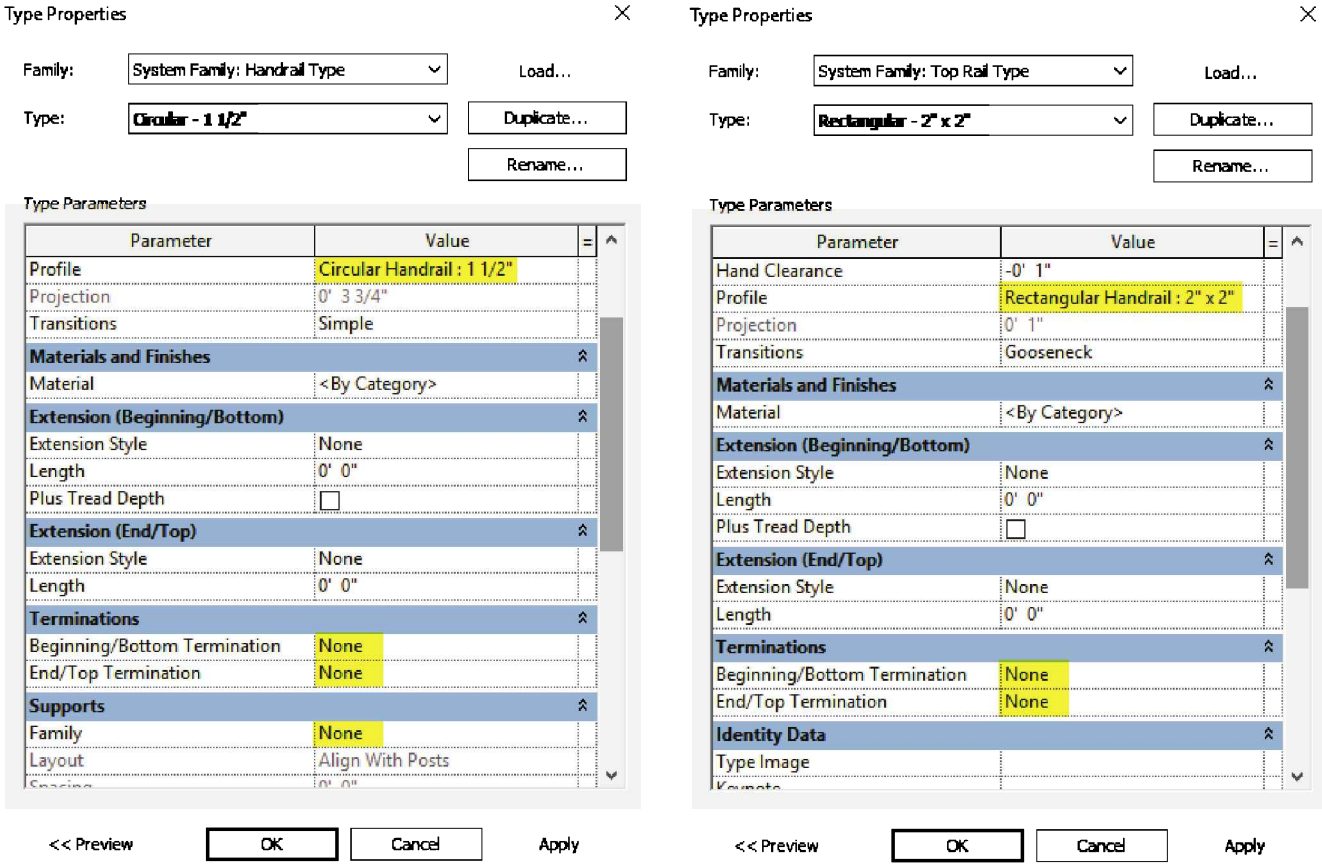 Type Properties
Family: System Family: Handrail Type Load...
Type: Circular - 1 1/2" Duplicate...
Rename...
Type Parameters
Parameter Value =
Profile Circular Handrail : 1 1/2"
Projection 0' 3 3/4"
Transitions Simple
Materials and Finishes
Material <By Category>
Extension (Beginning/Bottom)
Extension Style None
Length 0' 0"
Plus Tread Depth
Extension (End/Top)
Extension Style None
Length 0' 0"
Terminations
Beginning/Bottom Termination None
End/Top Termination None
Supports
Family None
Layout Align With Posts
Spacing 0' 0"
<< Preview OK Cancel Apply
Type Properties
Family: System Family: Top Rail Type Load...
Type: Rectangular - 2" x 2" Duplicate...
Rename...
Type Parameters
Parameter Value =
Hand Clearance -0' 1"
Profile Rectangular Handrail : 2" x 2"
Projection 0' 1"
Transitions Gooseneck
Materials and Finishes
Material <By Category>
Extension (Beginning/Bottom)
Extension Style None
Length 0' 0"
Plus Tread Depth
Extension (End/Top)
Extension Style None
Length 0' 0"
Terminations
Beginning/Bottom Termination None
End/Top Termination None
Identity Data
Type Image
Keynote
<< Preview OK Cancel Apply